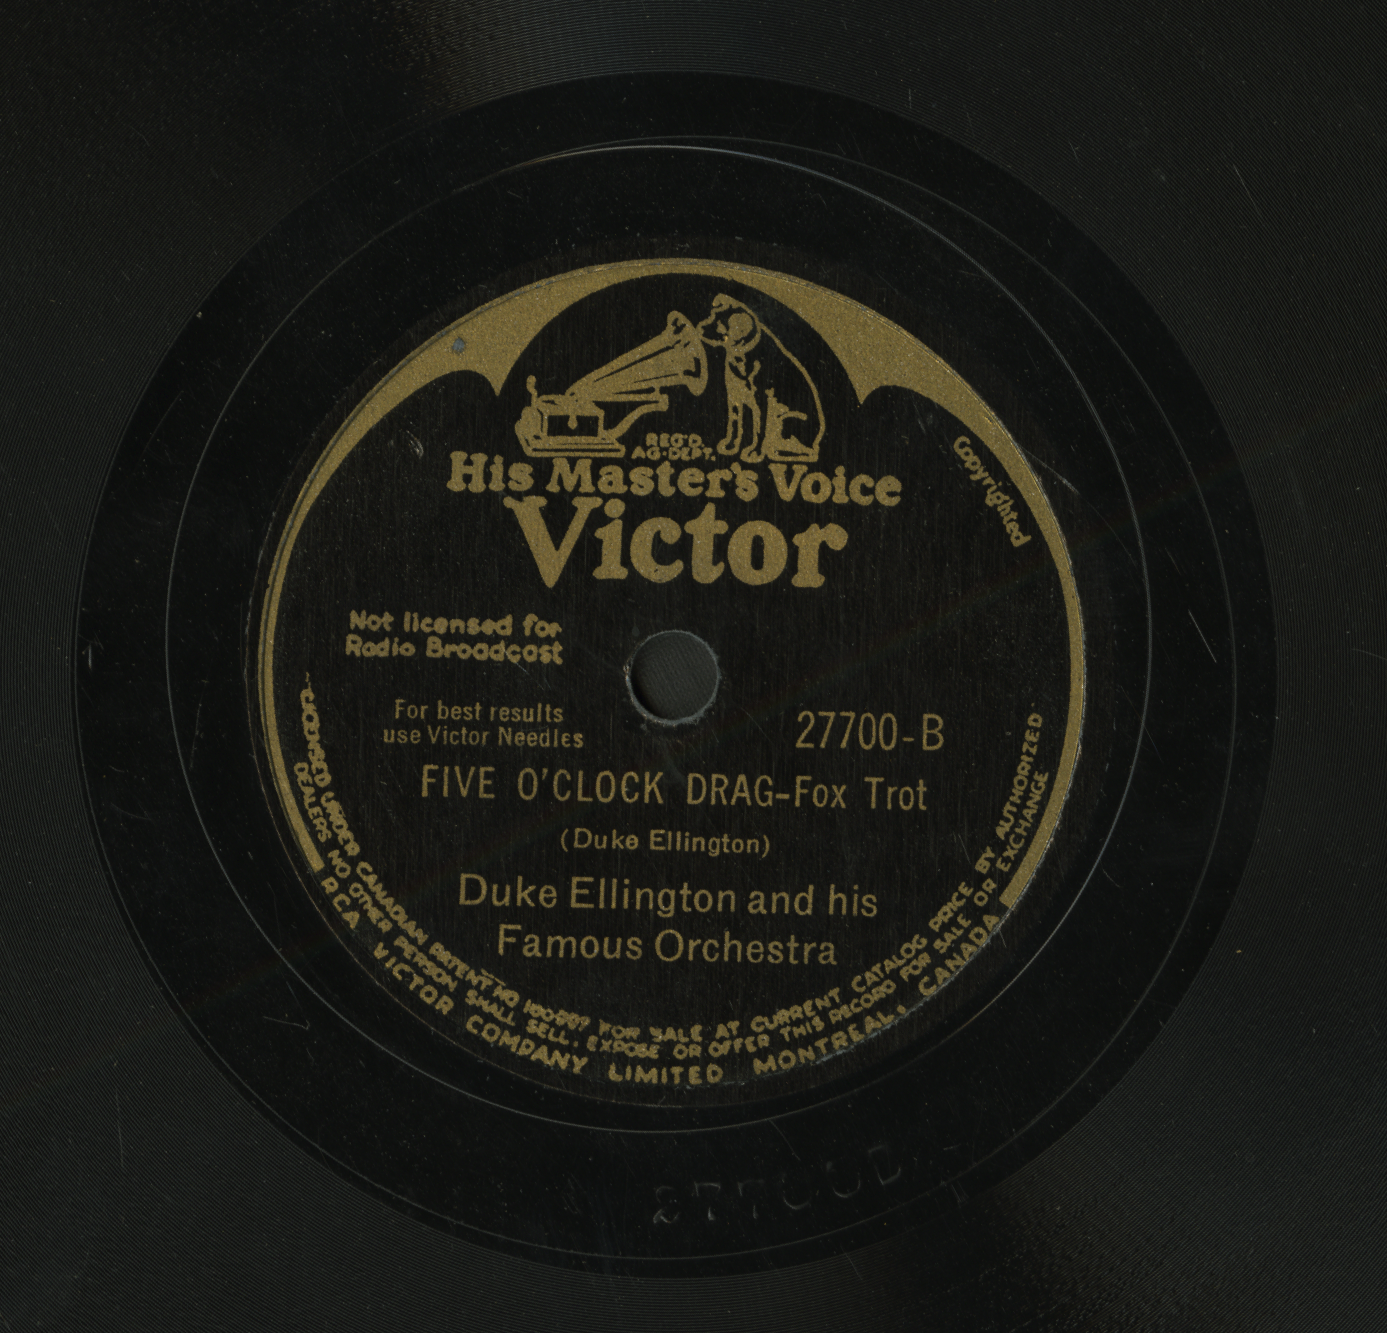 REG'D.
AG·DEPT.
His Master's Voice
Victor
Copyrighted
Not licensed for
Radio Broadcast
For best results
use Victor Needles
27700-B
FIVE O'CLOCK DRAG-Fox Trot
(Duke Ellington)
Duke Ellington and his
Famous Orchestra
LICENSED UNDER CANADIAN PATENT NO FOR SALE AT CURRENT CATALOG PRICE BY AUTHORIZED
DEALERS NO OTHER PERSON SHALL SELL, EXPOSE OR OFFER THIS RECORD FOR SALE OR EXCHANGE
RCA VICTOR COMPANY LIMITED MONTREAL, CANADA